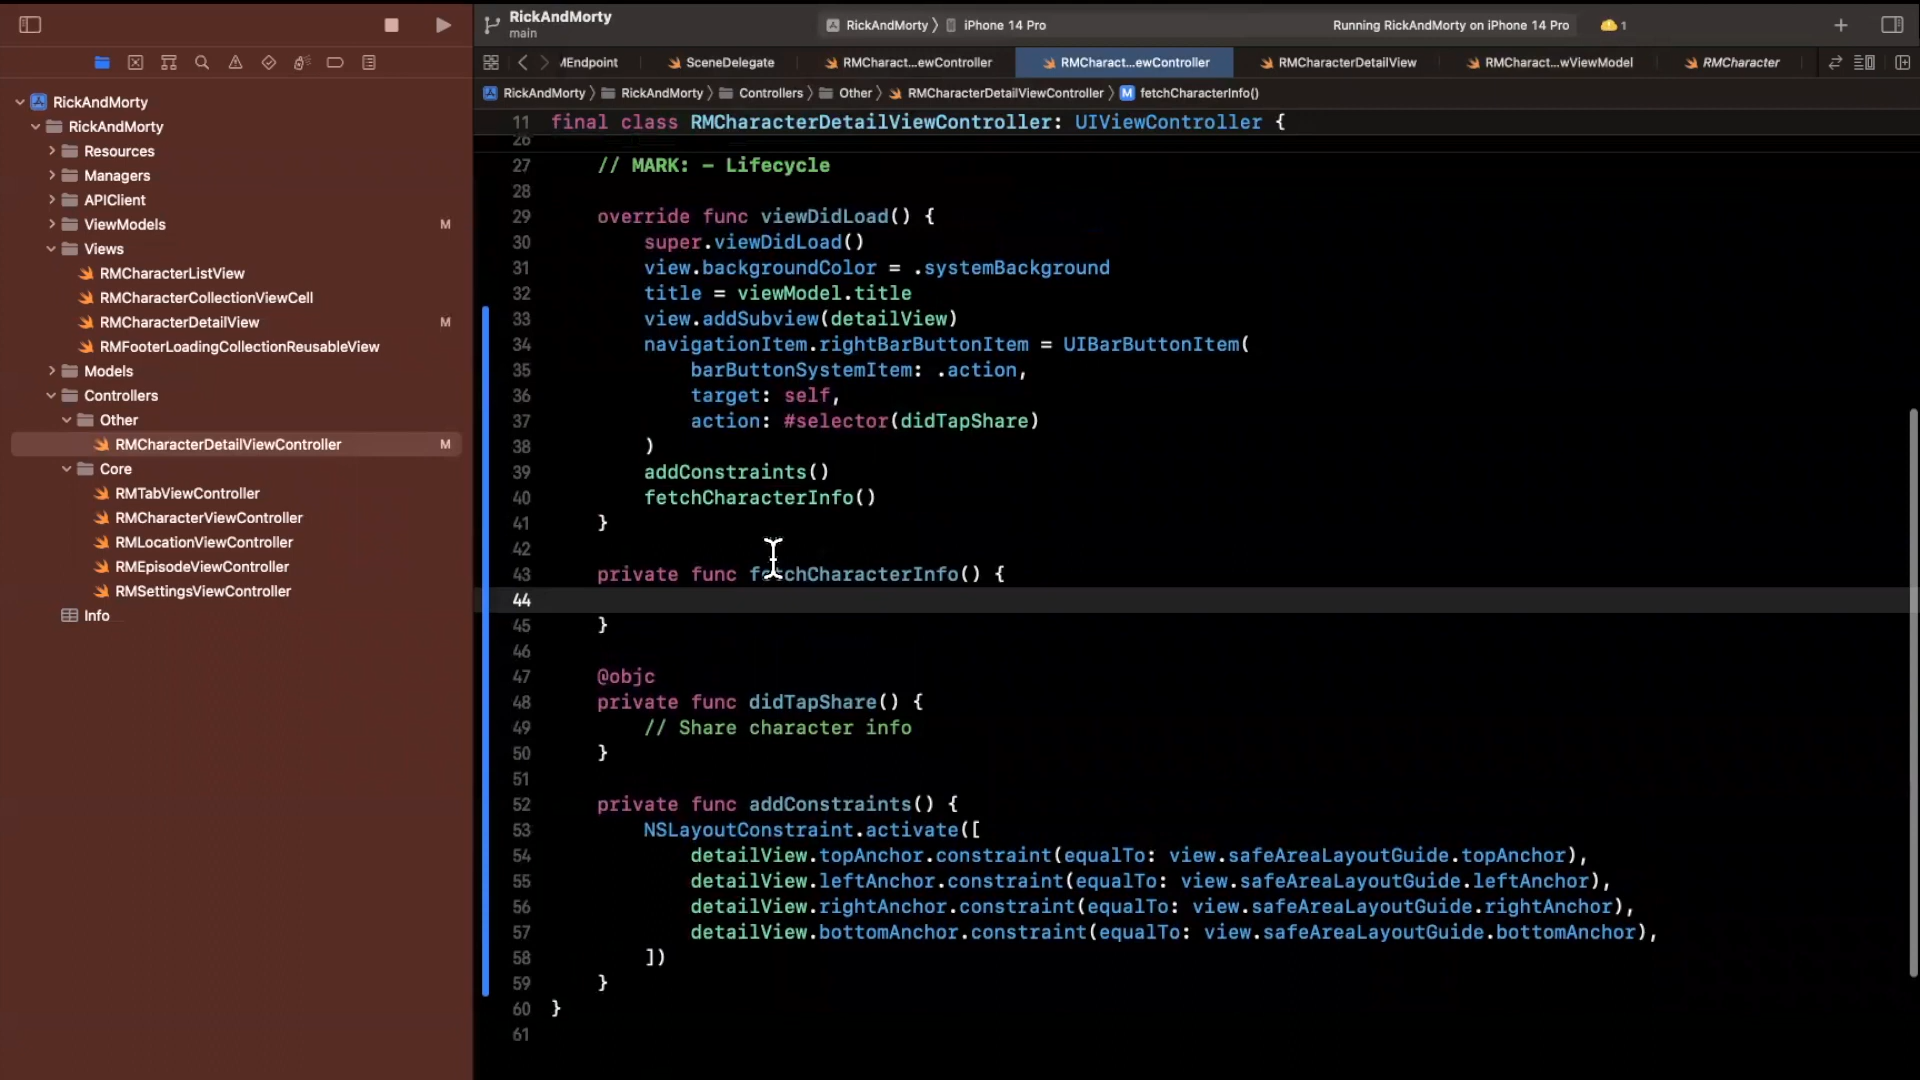 RickAndMorty
main
RickAndMorty
iPhone 14 Pro
Running RickAndMorty on iPhone 14 Pro
1
MEndpoint
SceneDelegate
RMCharact...ewController
RMCharact...ewController
RMCharacterDetailView
RMCharact...wViewModel
RMCharacter
RickAndMorty
RickAndMorty
Controllers
Other
RMCharacterDetailViewController
M
fetchCharacterInfo()
RickAndMorty
RickAndMorty
Resources
Managers
APIClient
ViewModels M
Views
RMCharacterListView
RMCharacterCollectionViewCell
RMCharacterDetailView M
RMFooterLoadingCollectionReusableView
Models
Controllers
Other
RMCharacterDetailViewController M
Core
RMTabViewController
RMCharacterViewController
RMLocationViewController
RMEpisodeViewController
RMSettingsViewController
Info
11 final class RMCharacterDetailViewController: UIViewController {
26
27 // MARK: - Lifecycle
28
29 override func viewDidLoad() {
30 super.viewDidLoad()
31 view.backgroundColor = .systemBackground
32 title = viewModel.title
33 view.addSubview(detailView)
34 navigationItem.rightBarButtonItem = UIBarButtonItem(
35 barButtonSystemItem: .action,
36 target: self,
37 action: #selector(didTapShare)
38 )
39 addConstraints()
40 fetchCharacterInfo()
41 }
42
43 private func fetchCharacterInfo() {
44
45 }
46
47 @objc
48 private func didTapShare() {
49 // Share character info
50 }
51
52 private func addConstraints() {
53 NSLayoutConstraint.activate([
54 detailView.topAnchor.constraint(equalTo: view.safeAreaLayoutGuide.topAnchor),
55 detailView.leftAnchor.constraint(equalTo: view.safeAreaLayoutGuide.leftAnchor),
56 detailView.rightAnchor.constraint(equalTo: view.safeAreaLayoutGuide.rightAnchor),
57 detailView.bottomAnchor.constraint(equalTo: view.safeAreaLayoutGuide.bottomAnchor),
58 ])
59 }
60 }
61